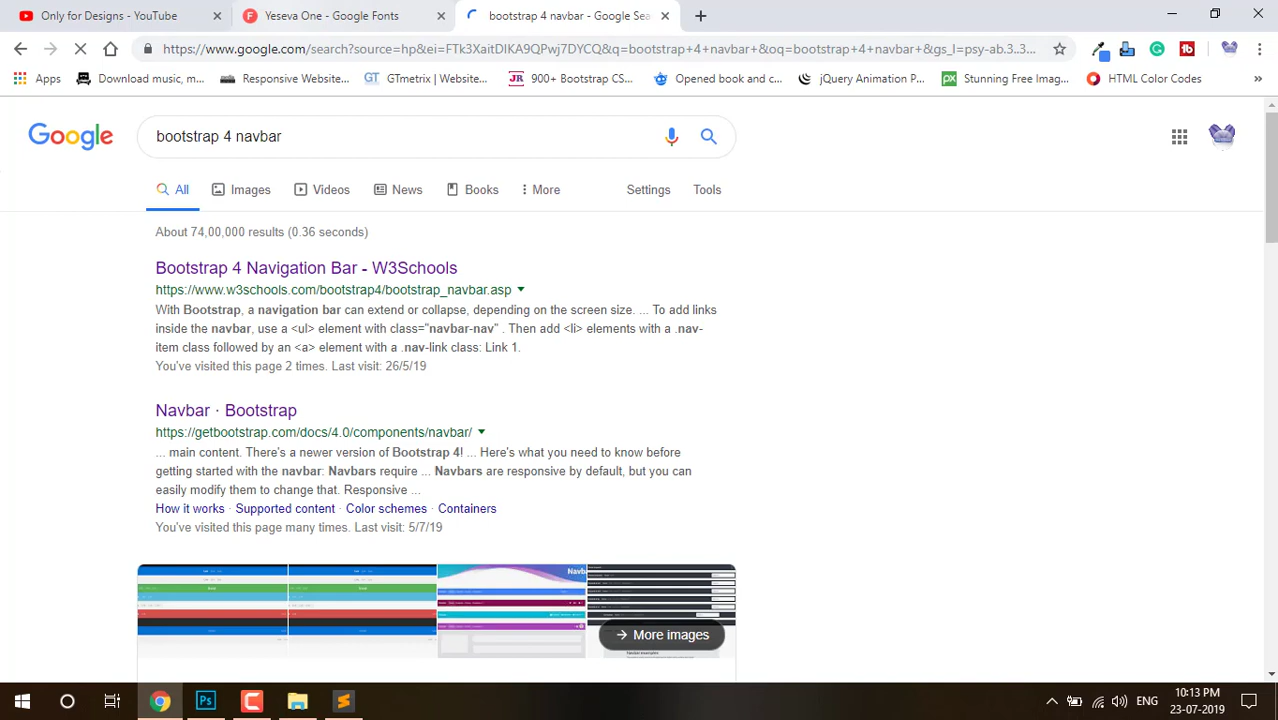 Only for Designs - YouTube
Yeseva One - Google Fonts
bootstrap 4 navbar - Google Sea
https://www.google.com/search?source=hp&ei=FTk3XaitDIKA9QPwj7DYCQ&q=bootstrap+4+navbar+&oq=bootstrap+4+navbar+&gs_l=psy-ab.3..3...
Apps
Download music, m...
Responsive Website...
GT
GTmetrix | Website...
JR
900+ Bootstrap CS...
Opened book and c...
jQuery Animation P...
PX
Stunning Free Imag...
HTML Color Codes
»
Google
bootstrap 4 navbar
All
Images
Videos
News
Books
More
Settings
Tools
About 74,00,000 results (0.36 seconds)
Bootstrap 4 Navigation Bar - W3Schools
https://www.w3schools.com/bootstrap4/bootstrap_navbar.asp
With Bootstrap, a navigation bar can extend or collapse, depending on the screen size. ... To add links
inside the navbar, use a <ul> element with class="navbar-nav" . Then add <li> elements with a .nav-
item class followed by an <a> element with a .nav-link class: Link 1.
You've visited this page 2 times. Last visit: 26/5/19
Navbar · Bootstrap
https://getbootstrap.com/docs/4.0/components/navbar/
... main content. There's a newer version of Bootstrap 4! ... Here's what you need to know before
getting started with the navbar: Navbars require ... Navbars are responsive by default, but you can
easily modify them to change that. Responsive ...
How it works · Supported content · Color schemes · Containers
You've visited this page many times. Last visit: 5/7/19
Navba
→ More images
Ps
ENG
10:13 PM
23-07-2019